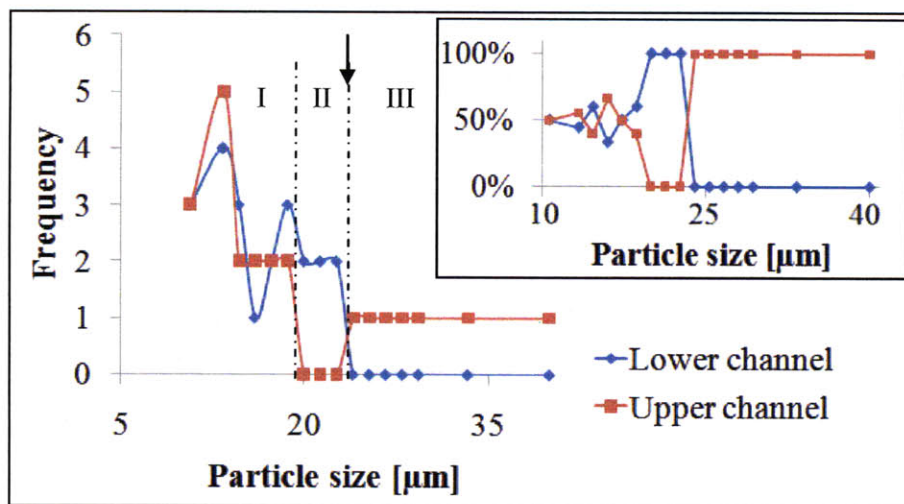 6
5
4
3
2
1
0
Frequency
I II III
5 20 35
Particle size [µm]
100%
50%
0%
10 25 40
Particle size [µm]
Lower channel
Upper channel